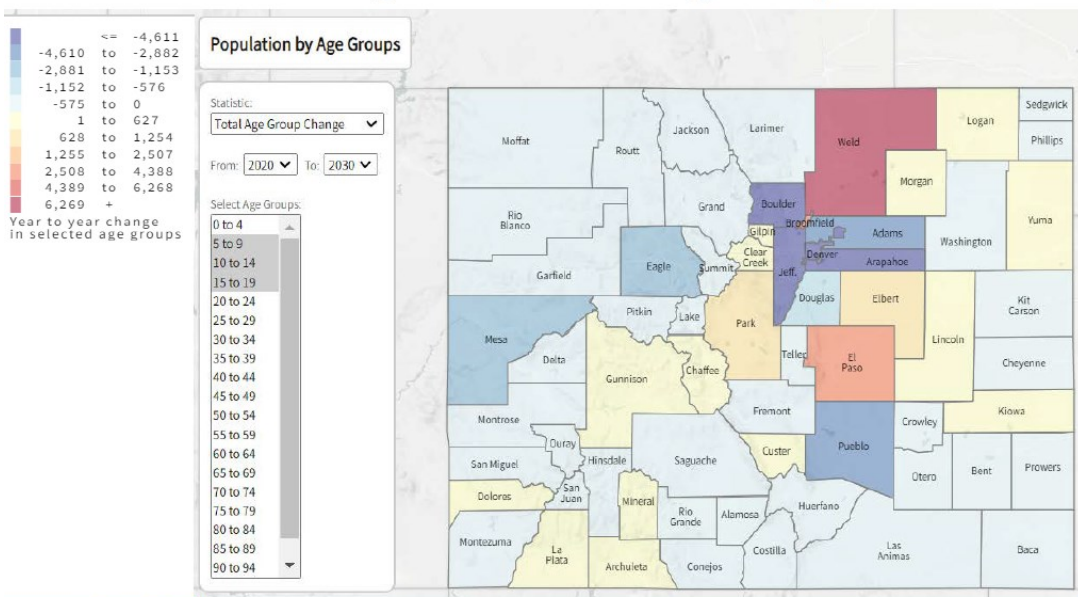 <= -4,611
-4,610 to -2,882
-2,881 to -1,153
-1,152 to -576
-575 to 0
1 to 627
628 to 1,254
1,255 to 2,507
2,508 to 4,388
4,389 to 6,268
6,269 +
Year to year change
in selected age groups
Population by Age Groups
Statistic:
Total Age Group Change
From: 2020 To: 2030
Select Age Groups:
0 to 4
5 to 9
10 to 14
15 to 19
20 to 24
25 to 29
30 to 34
35 to 39
40 to 44
45 to 49
50 to 54
55 to 59
60 to 64
65 to 69
70 to 74
75 to 79
80 to 84
85 to 89
90 to 94
Moffat
Routt
Jackson
Larimer
Weld
Logan
Sedgwick
Phillips
Morgan
Rio
Blanco
Grand
Boulder
Broomfield
Gilpin
Clear
Creek
Adams
Denver
Arapahoe
Jeff.
Washington
Yuma
Garfield
Eagle
Summit
Douglas
Elbert
Kit
Carson
Mesa
Pitkin
Lake
Park
Lincoln
Delta
Gunnison
Chaffee
Teller
El
Paso
Cheyenne
Montrose
Fremont
Crowley
Kiowa
Ouray
San Miguel
Hinsdale
Saguache
Custer
Pueblo
Otero
Bent
Prowers
Dolores
San
Juan
Mineral
Rio
Grande
Alamosa
Huerfano
Montezuma
La
Plata
Archuleta
Conejos
Costilla
Las
Animas
Baca